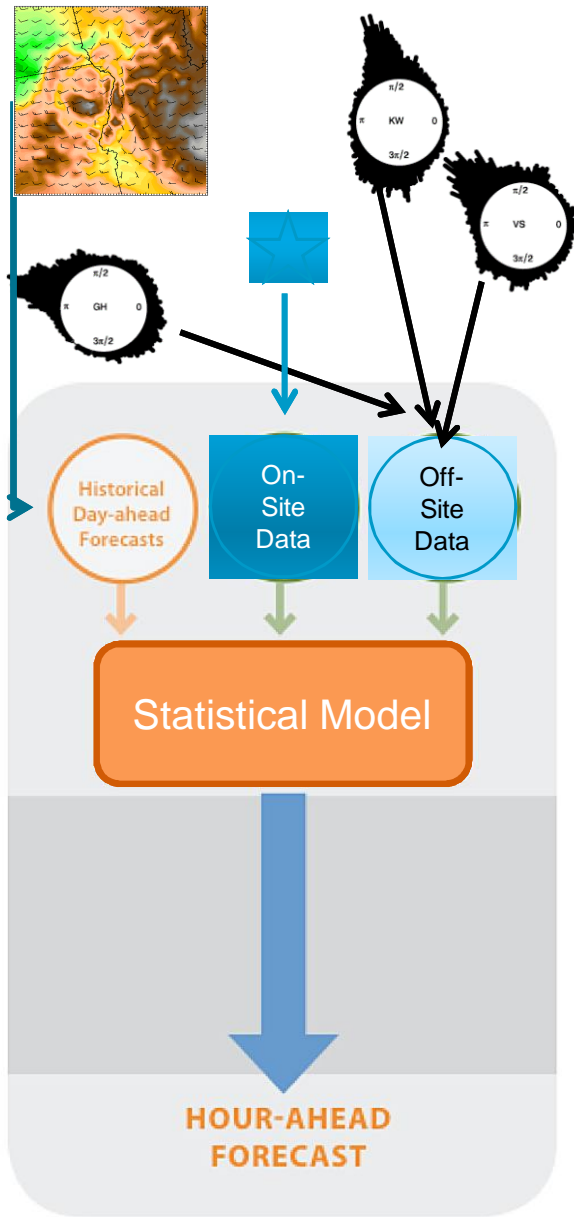 π/2
π KW 0
3π/2
π/2
π VS 0
3π/2
π/2
π GH 0
3π/2
Historical
Day-ahead
Forecasts
On-
Site
Data
Off-
Site
Data
Statistical Model
HOUR-AHEAD
FORECAST